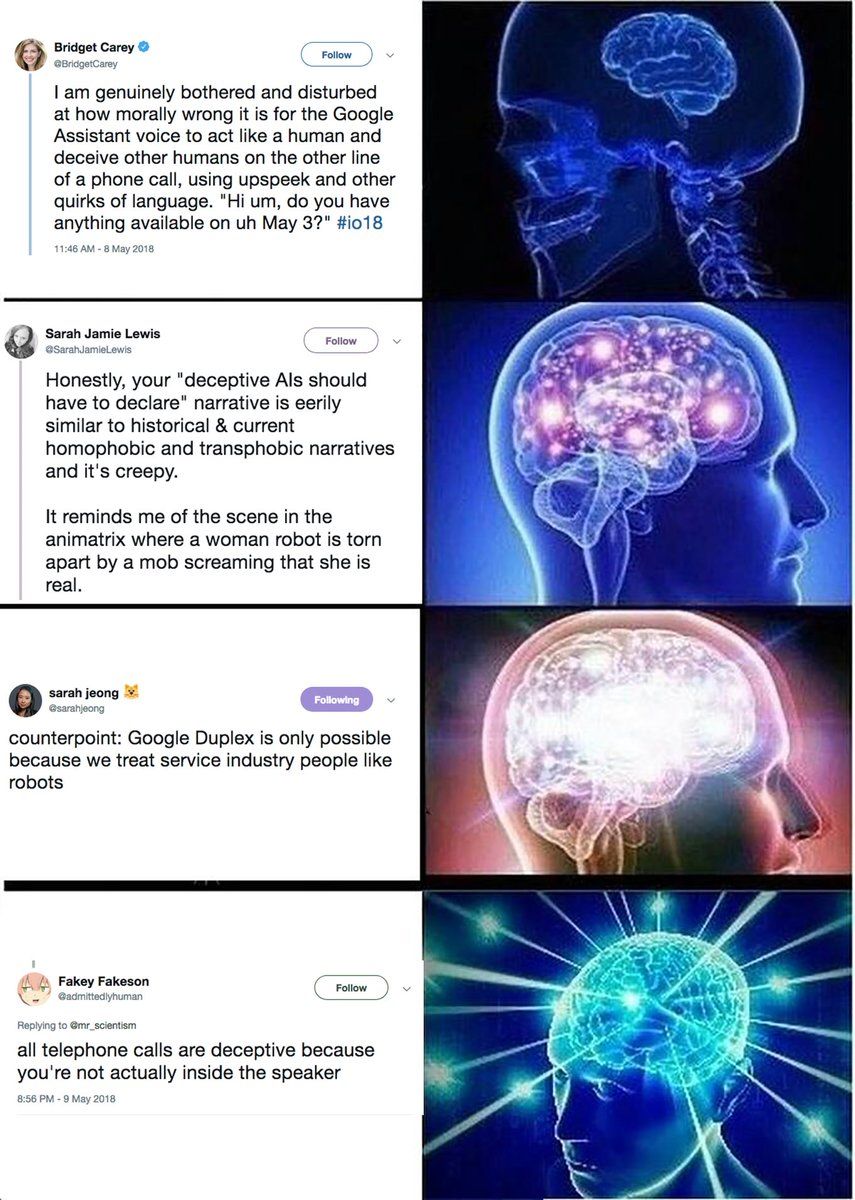 Bridget Carey
Follow
@BridgetCarey
I am genuinely bothered and disturbed
at how morally wrong it is for the Google
Assistant voice to act like a human and
deceive other humans on the other line
of a phone call, using upspeek and other
quirks of language. "Hi um, do you have
anything available on uh May 3?" #io18
11:46 AM - 8 May 2018
Sarah Jamie Lewis
Follow
@SarahJamieLewis
Honestly, your "deceptive AIs should
have to declare" narrative is eerily
similar to historical & current
homophobic and transphobic narratives
and it's creepy.
It reminds me of the scene in the
animatrix where a woman robot is torn
apart by a mob screaming that she is
real.
sarah jeong 😺
Following
@sarahjeong
counterpoint: Google Duplex is only possible
because we treat service industry people like
robots
Fakey Fakeson
Follow
@admittedlyhuman
Replying to @mr_scientism
all telephone calls are deceptive because
you're not actually inside the speaker
8:56 PM - 9 May 2018